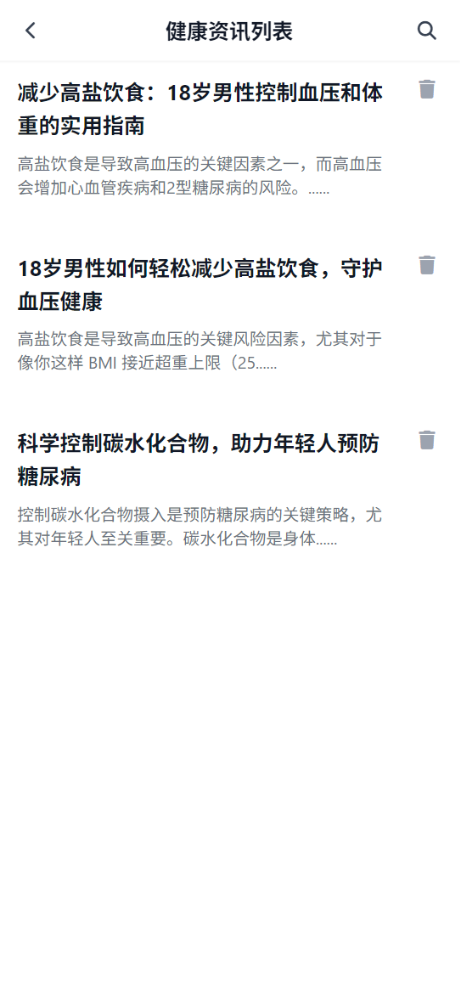 健康资讯列表
减少高盐饮食：18岁男性控制血压和体
重的实用指南
高盐饮食是导致高血压的关键因素之一，而高血压
会增加心血管疾病和2型糖尿病的风险。......
18岁男性如何轻松减少高盐饮食，守护
血压健康
高盐饮食是导致高血压的关键风险因素，尤其对于
像你这样 BMI 接近超重上限（25......
科学控制碳水化合物，助力年轻人预防
糖尿病
控制碳水化合物摄入是预防糖尿病的关键策略，尤
其对年轻人至关重要。碳水化合物是身体......